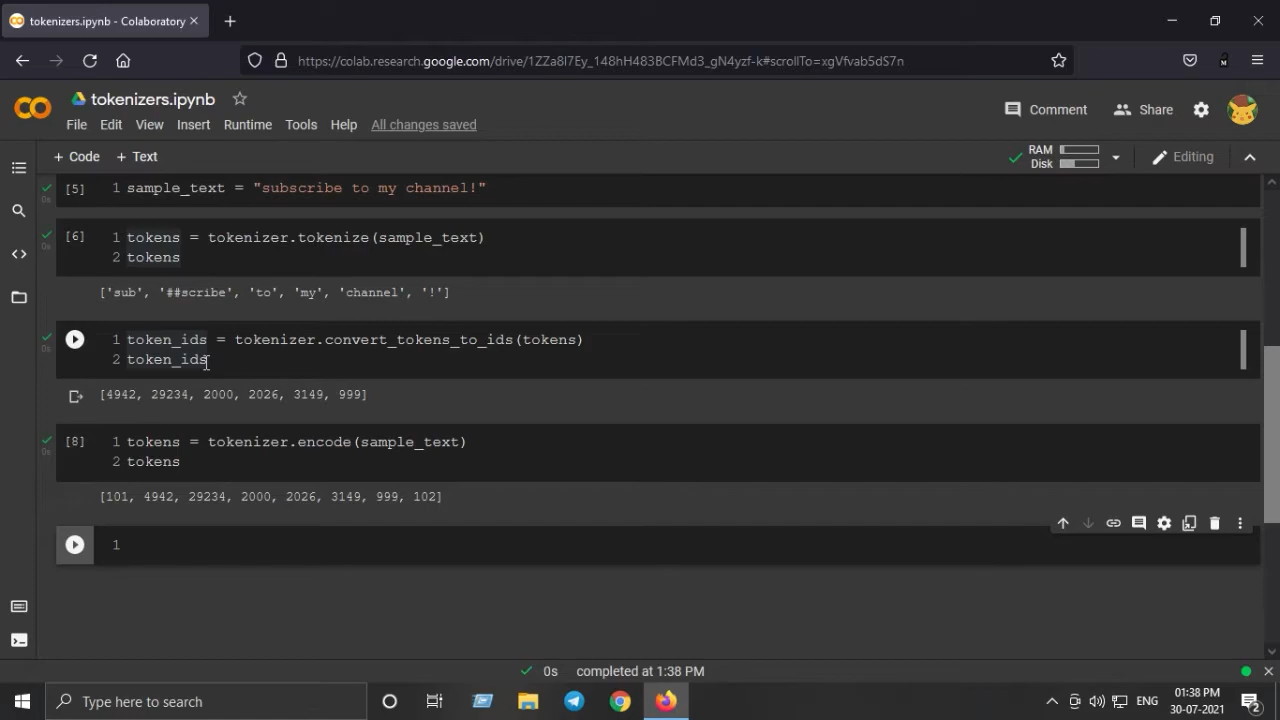 tokenizers.ipynb - Colaboratory
https://colab.research.google.com/drive/1ZZa8I7Ey_148hH483BCFMd3_gN4yzf-k#scrollTo=xgVfvab5dS7n
tokenizers.ipynb
Comment
Share
File Edit View Insert Runtime Tools Help All changes saved
+ Code + Text
RAM
Disk
Editing
[5] 1 sample_text = "subscribe to my channel!"
0s
[6] 1 tokens = tokenizer.tokenize(sample_text)
0s
2 tokens
['sub', '##scribe', 'to', 'my', 'channel', '!']
1 token_ids = tokenizer.convert_tokens_to_ids(tokens)
0s
2 token_ids
[4942, 29234, 2000, 2026, 3149, 999]
[8] 1 tokens = tokenizer.encode(sample_text)
0s
2 tokens
[101, 4942, 29234, 2000, 2026, 3149, 999, 102]
1
0s completed at 1:38 PM
Type here to search
ENG
01:38 PM
30-07-2021
2